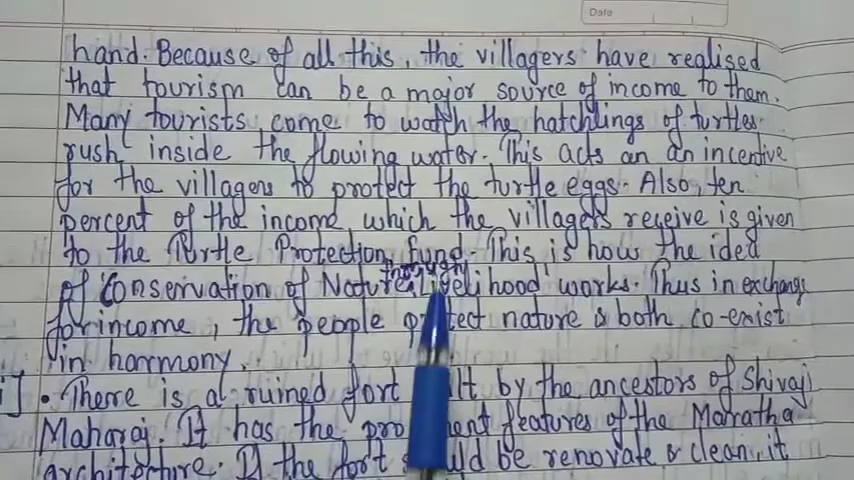 Date
hand. Because of all this, the villagers have realised
that tourism can be a major source of income to them.
Many tourists come to watch the hatchlings of turtles
rush inside the flowing water. This acts an an incentive
for the villagers to protect the turtle eggs. Also, ten
percent of the income which the villagers receive is given
to the Turtle Protection fund. This is how the idea
through
of Conservation of Nature livelihood' works. Thus in exchange
for income, the people protect nature & both co-exist
in harmony.
i]. There is a ruined fort built by the ancestors of Shivaji
Maharaj. It has the prominent features of the Maratha
architecture. If the fort should be renovate & clean, it